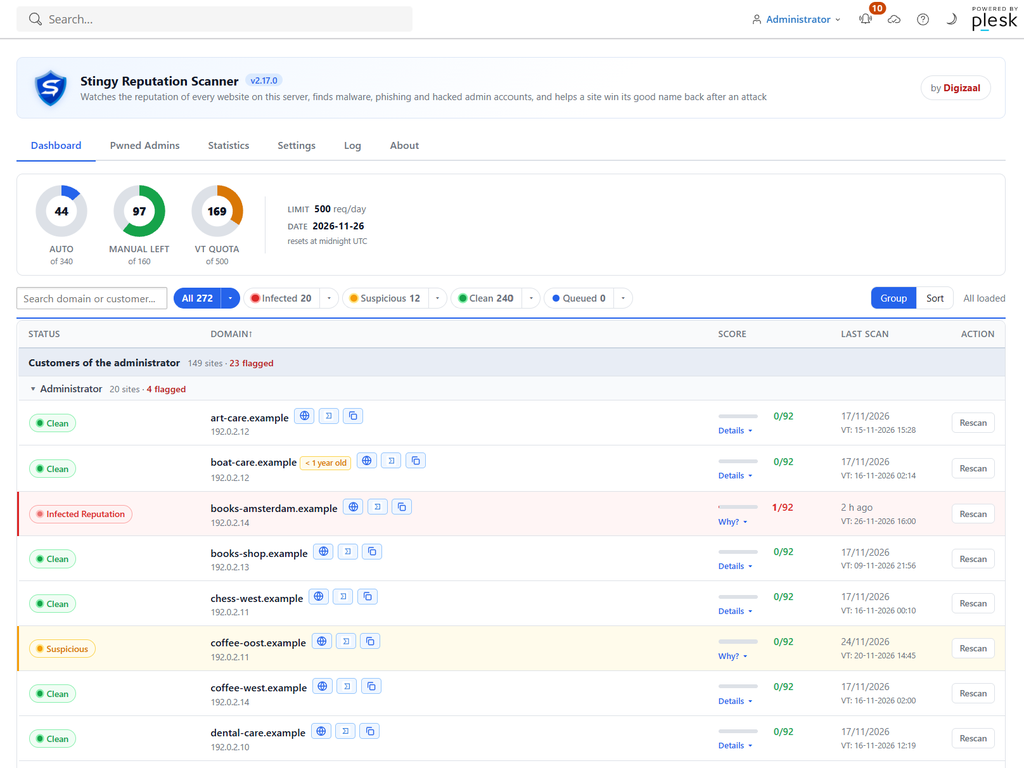 Search...
Administrator
10
POWERED BY
plesk
Stingy Reputation Scanner v2.17.0
Watches the reputation of every website on this server, finds malware, phishing and hacked admin accounts, and helps a site win its good name back after an attack
by Digizaal
Dashboard Pwned Admins Statistics Settings Log About
44 97 169
AUTO MANUAL LEFT VT QUOTA
of 340 of 160 of 500
LIMIT 500 req/day
DATE 2026-11-26
resets at midnight UTC
Search domain or customer... All 272 Infected 20 Suspicious 12 Clean 240 Queued 0 Group Sort All loaded
STATUS DOMAIN↑ SCORE LAST SCAN ACTION
Customers of the administrator 149 sites · 23 flagged
▾ Administrator 20 sites · 4 flagged
Clean art-care.example 0/92 17/11/2026 Rescan
192.0.2.12 Details VT: 15-11-2026 15:28
Clean boat-care.example < 1 year old 0/92 17/11/2026 Rescan
192.0.2.12 Details VT: 16-11-2026 02:14
Infected Reputation books-amsterdam.example 1/92 2 h ago Rescan
192.0.2.14 Why? VT: 26-11-2026 16:00
Clean books-shop.example 0/92 17/11/2026 Rescan
192.0.2.13 Details VT: 09-11-2026 21:56
Clean chess-west.example 0/92 17/11/2026 Rescan
192.0.2.11 Details VT: 16-11-2026 00:10
Suspicious coffee-oost.example 0/92 24/11/2026 Rescan
192.0.2.11 Why? VT: 20-11-2026 14:45
Clean coffee-west.example 0/92 17/11/2026 Rescan
192.0.2.14 Details VT: 16-11-2026 02:00
Clean dental-care.example 0/92 17/11/2026 Rescan
192.0.2.10 Details VT: 16-11-2026 12:19